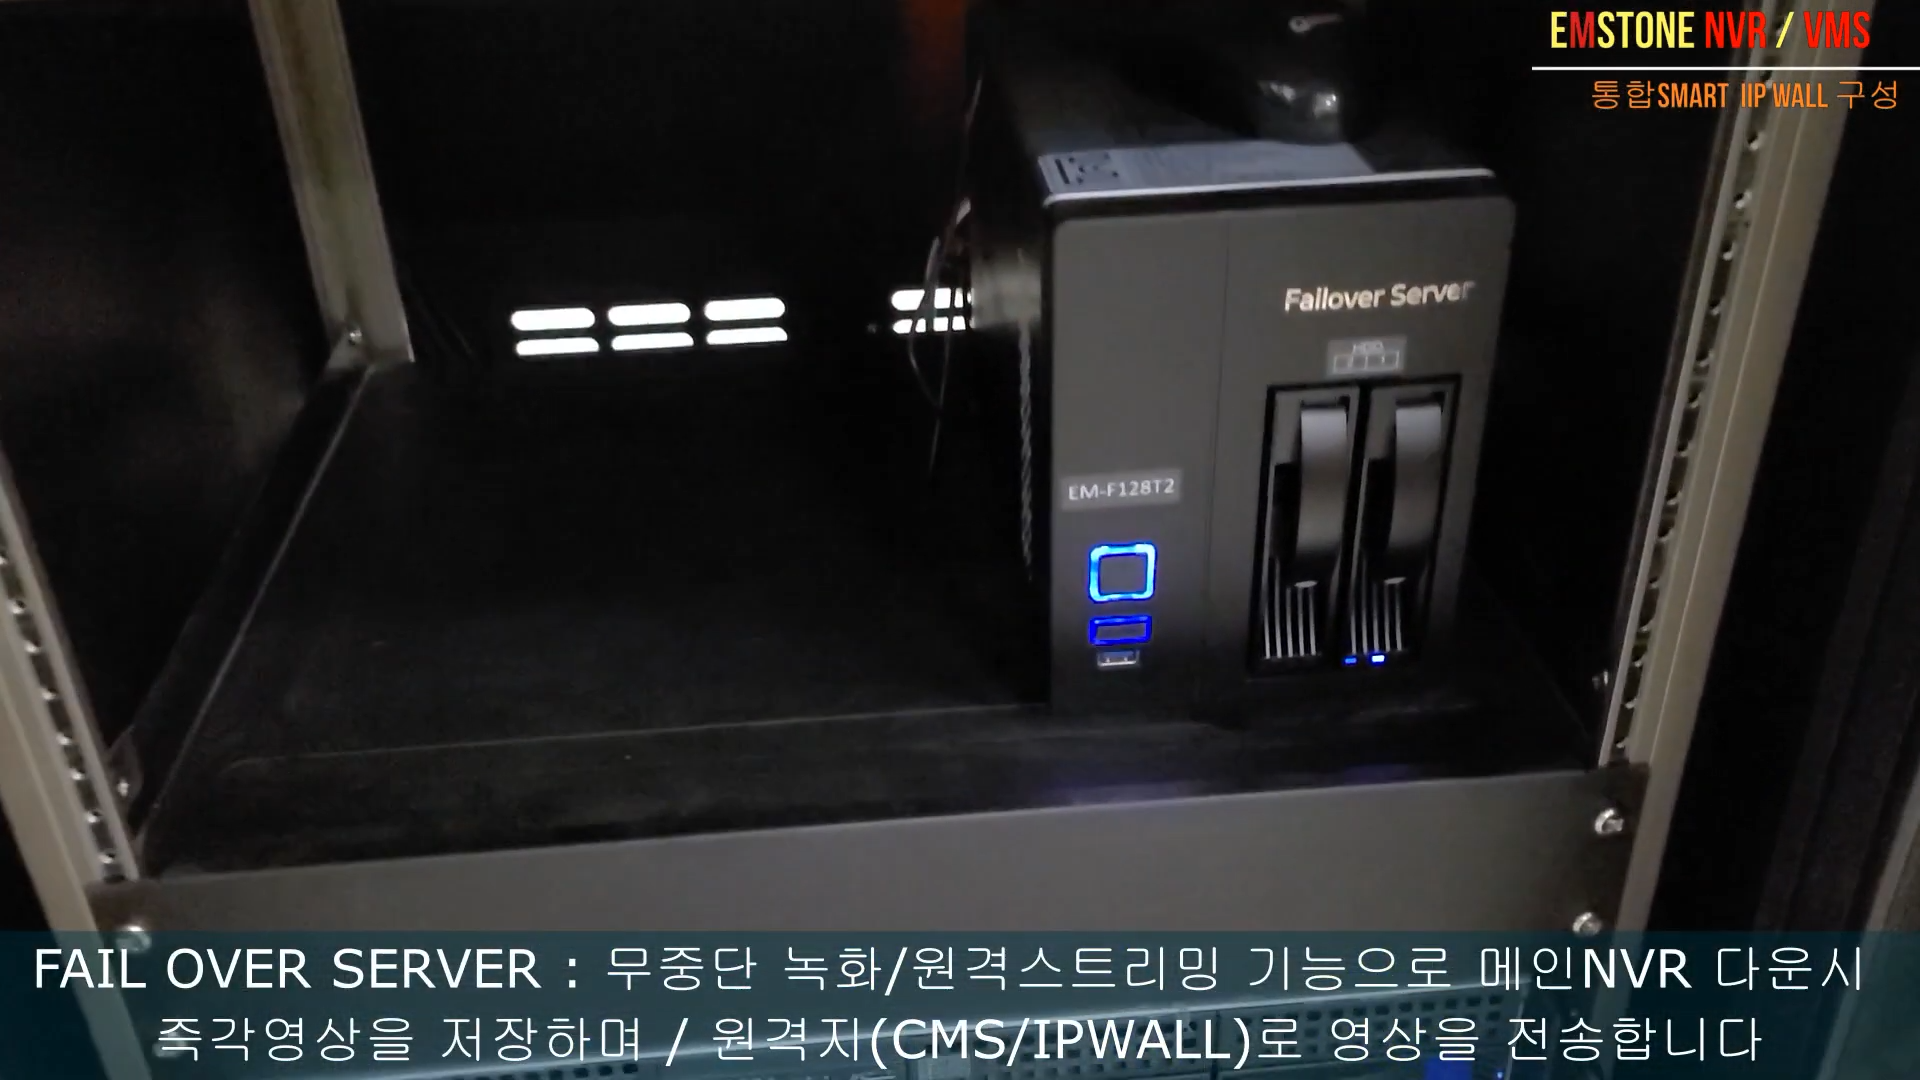 EMSTONE NVR / VMS
통합SMART IIP WALL 구성
Failover Server
HDD
EM-F128T2
FAIL OVER SERVER : 무중단 녹화/원격스트리밍 기능으로 메인NVR 다운시
즉각영상을 저장하며 / 원격지(CMS/IPWALL)로 영상을 전송합니다